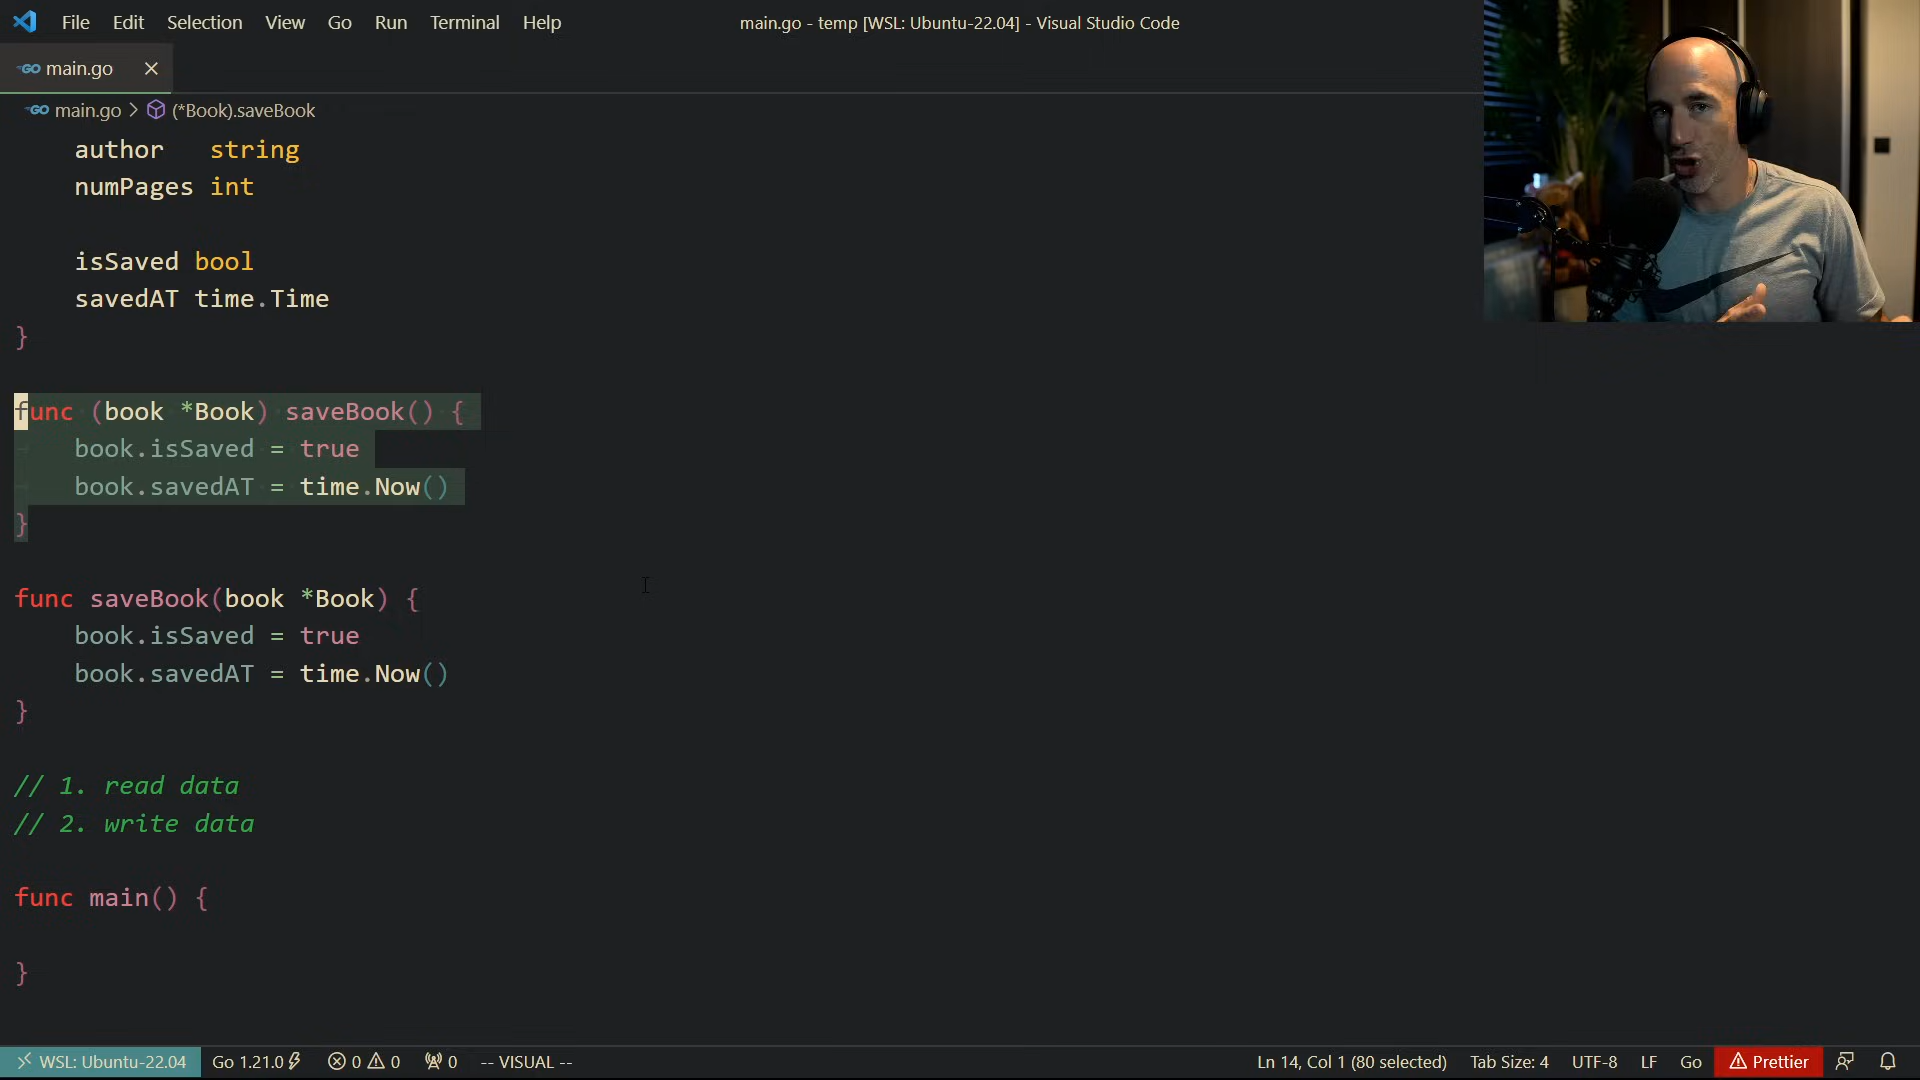 File Edit Selection View Go Run Terminal Help
main.go - temp [WSL: Ubuntu-22.04] - Visual Studio Code
GO main.go
GO main.go > (*Book).saveBook
author string
numPages int
isSaved bool
savedAT time.Time
}
func (book *Book) saveBook() {
book.isSaved = true
book.savedAT = time.Now()
}
func saveBook(book *Book) {
book.isSaved = true
book.savedAT = time.Now()
}
// 1. read data
// 2. write data
func main() {
}
WSL: Ubuntu-22.04 Go 1.21.0 0 0 0 -- VISUAL -- Ln 14, Col 1 (80 selected) Tab Size: 4 UTF-8 LF Go Prettier